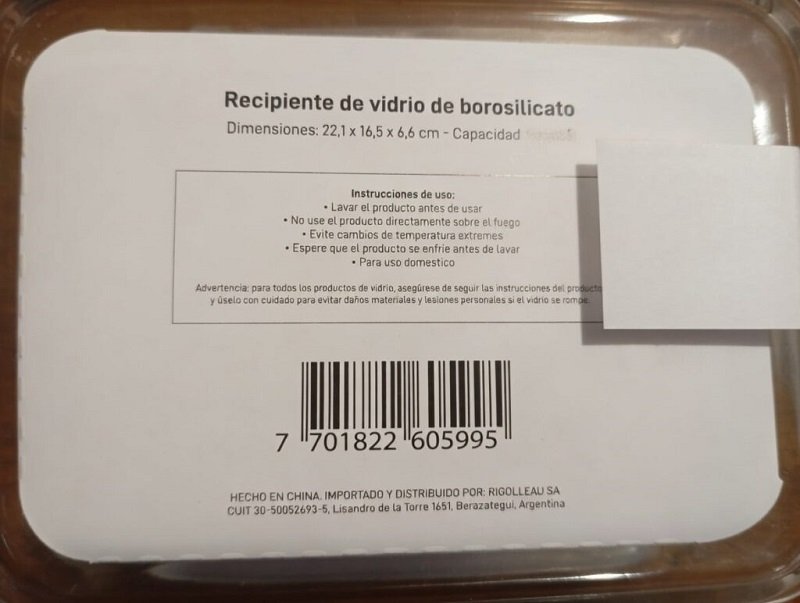 Recipiente de vidrio de borosilicato
Dimensiones: 22,1 x 16,5 x 6,6 cm - Capacidad
Instrucciones de uso:
• Lavar el producto antes de usar
• No use el producto directamente sobre el fuego
• Evite cambios de temperatura extremes
• Espere que el producto se enfrie antes de lavar
• Para uso domestico
Advertencia: para todos los productos de vidrio, asegúrese de seguir las instrucciones del producto
y úselo con cuidado para evitar daños materiales y lesiones personales si el vidrio se rompe.
7 701822 605995
HECHO EN CHINA. IMPORTADO Y DISTRIBUIDO POR: RIGOLLEAU SA
CUIT 30-50052693-5, Lisandro de la Torre 1651, Berazategui, Argentina